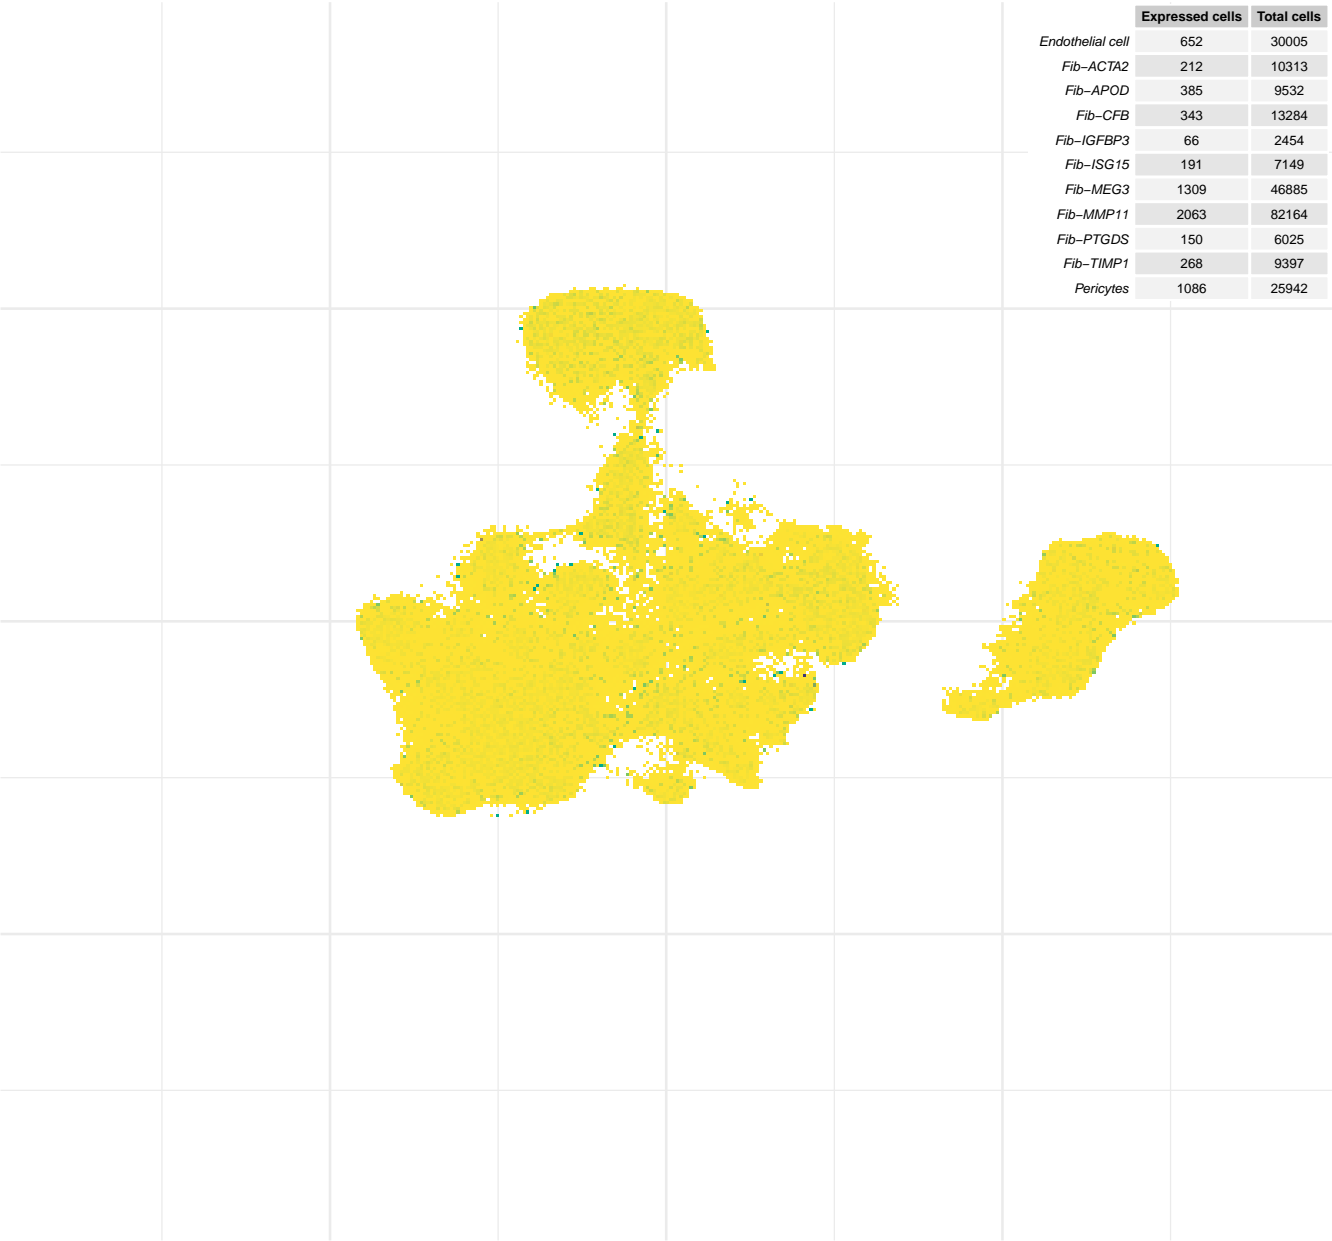 Expressed cells Total cells
Endothelial cell 652 30005
Fib−ACTA2 212 10313
Fib−APOD 385 9532
Fib−CFB 343 13284
Fib−IGFBP3 66 2454
Fib−ISG15 191 7149
Fib−MEG3 1309 46885
Fib−MMP11 2063 82164
Fib−PTGDS 150 6025
Fib−TIMP1 268 9397
Pericytes 1086 25942